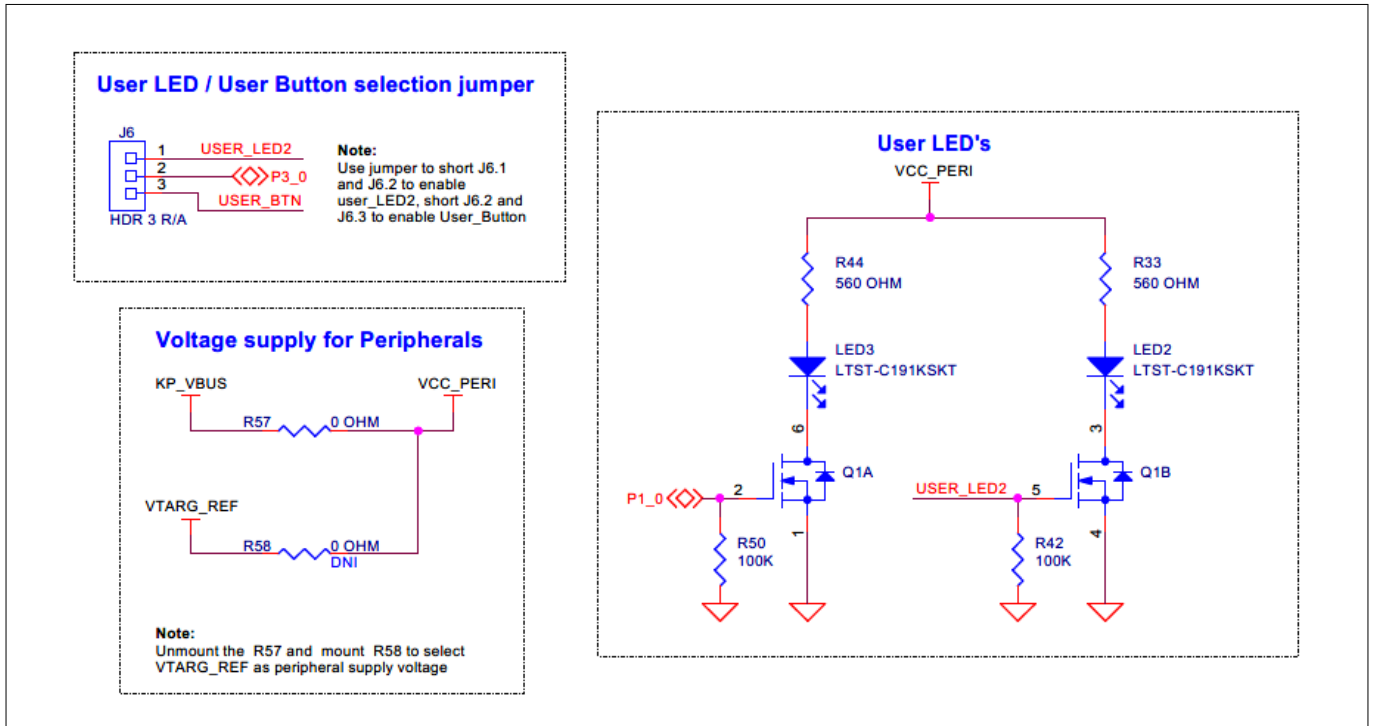 User LED / User Button selection jumper
J6
1
USER_LED2
2
P3_0
3
USER_BTN
HDR 3 R/A
Note:
Use jumper to short J6.1
and J6.2 to enable
user_LED2, short J6.2 and
J6.3 to enable User_Button
Voltage supply for Peripherals
KP_VBUS
VCC_PERI
R57
0 OHM
VTARG_REF
R58
0 OHM
DNI
Note:
Unmount the R57 and mount R58 to select
VTARG_REF as peripheral supply voltage
User LED's
VCC_PERI
R44
560 OHM
R33
560 OHM
LED3
LTST-C191KSKT
LED2
LTST-C191KSKT
6
3
Q1A
Q1B
P1_0
2
USER_LED2
5
1
4
R50
100K
R42
100K